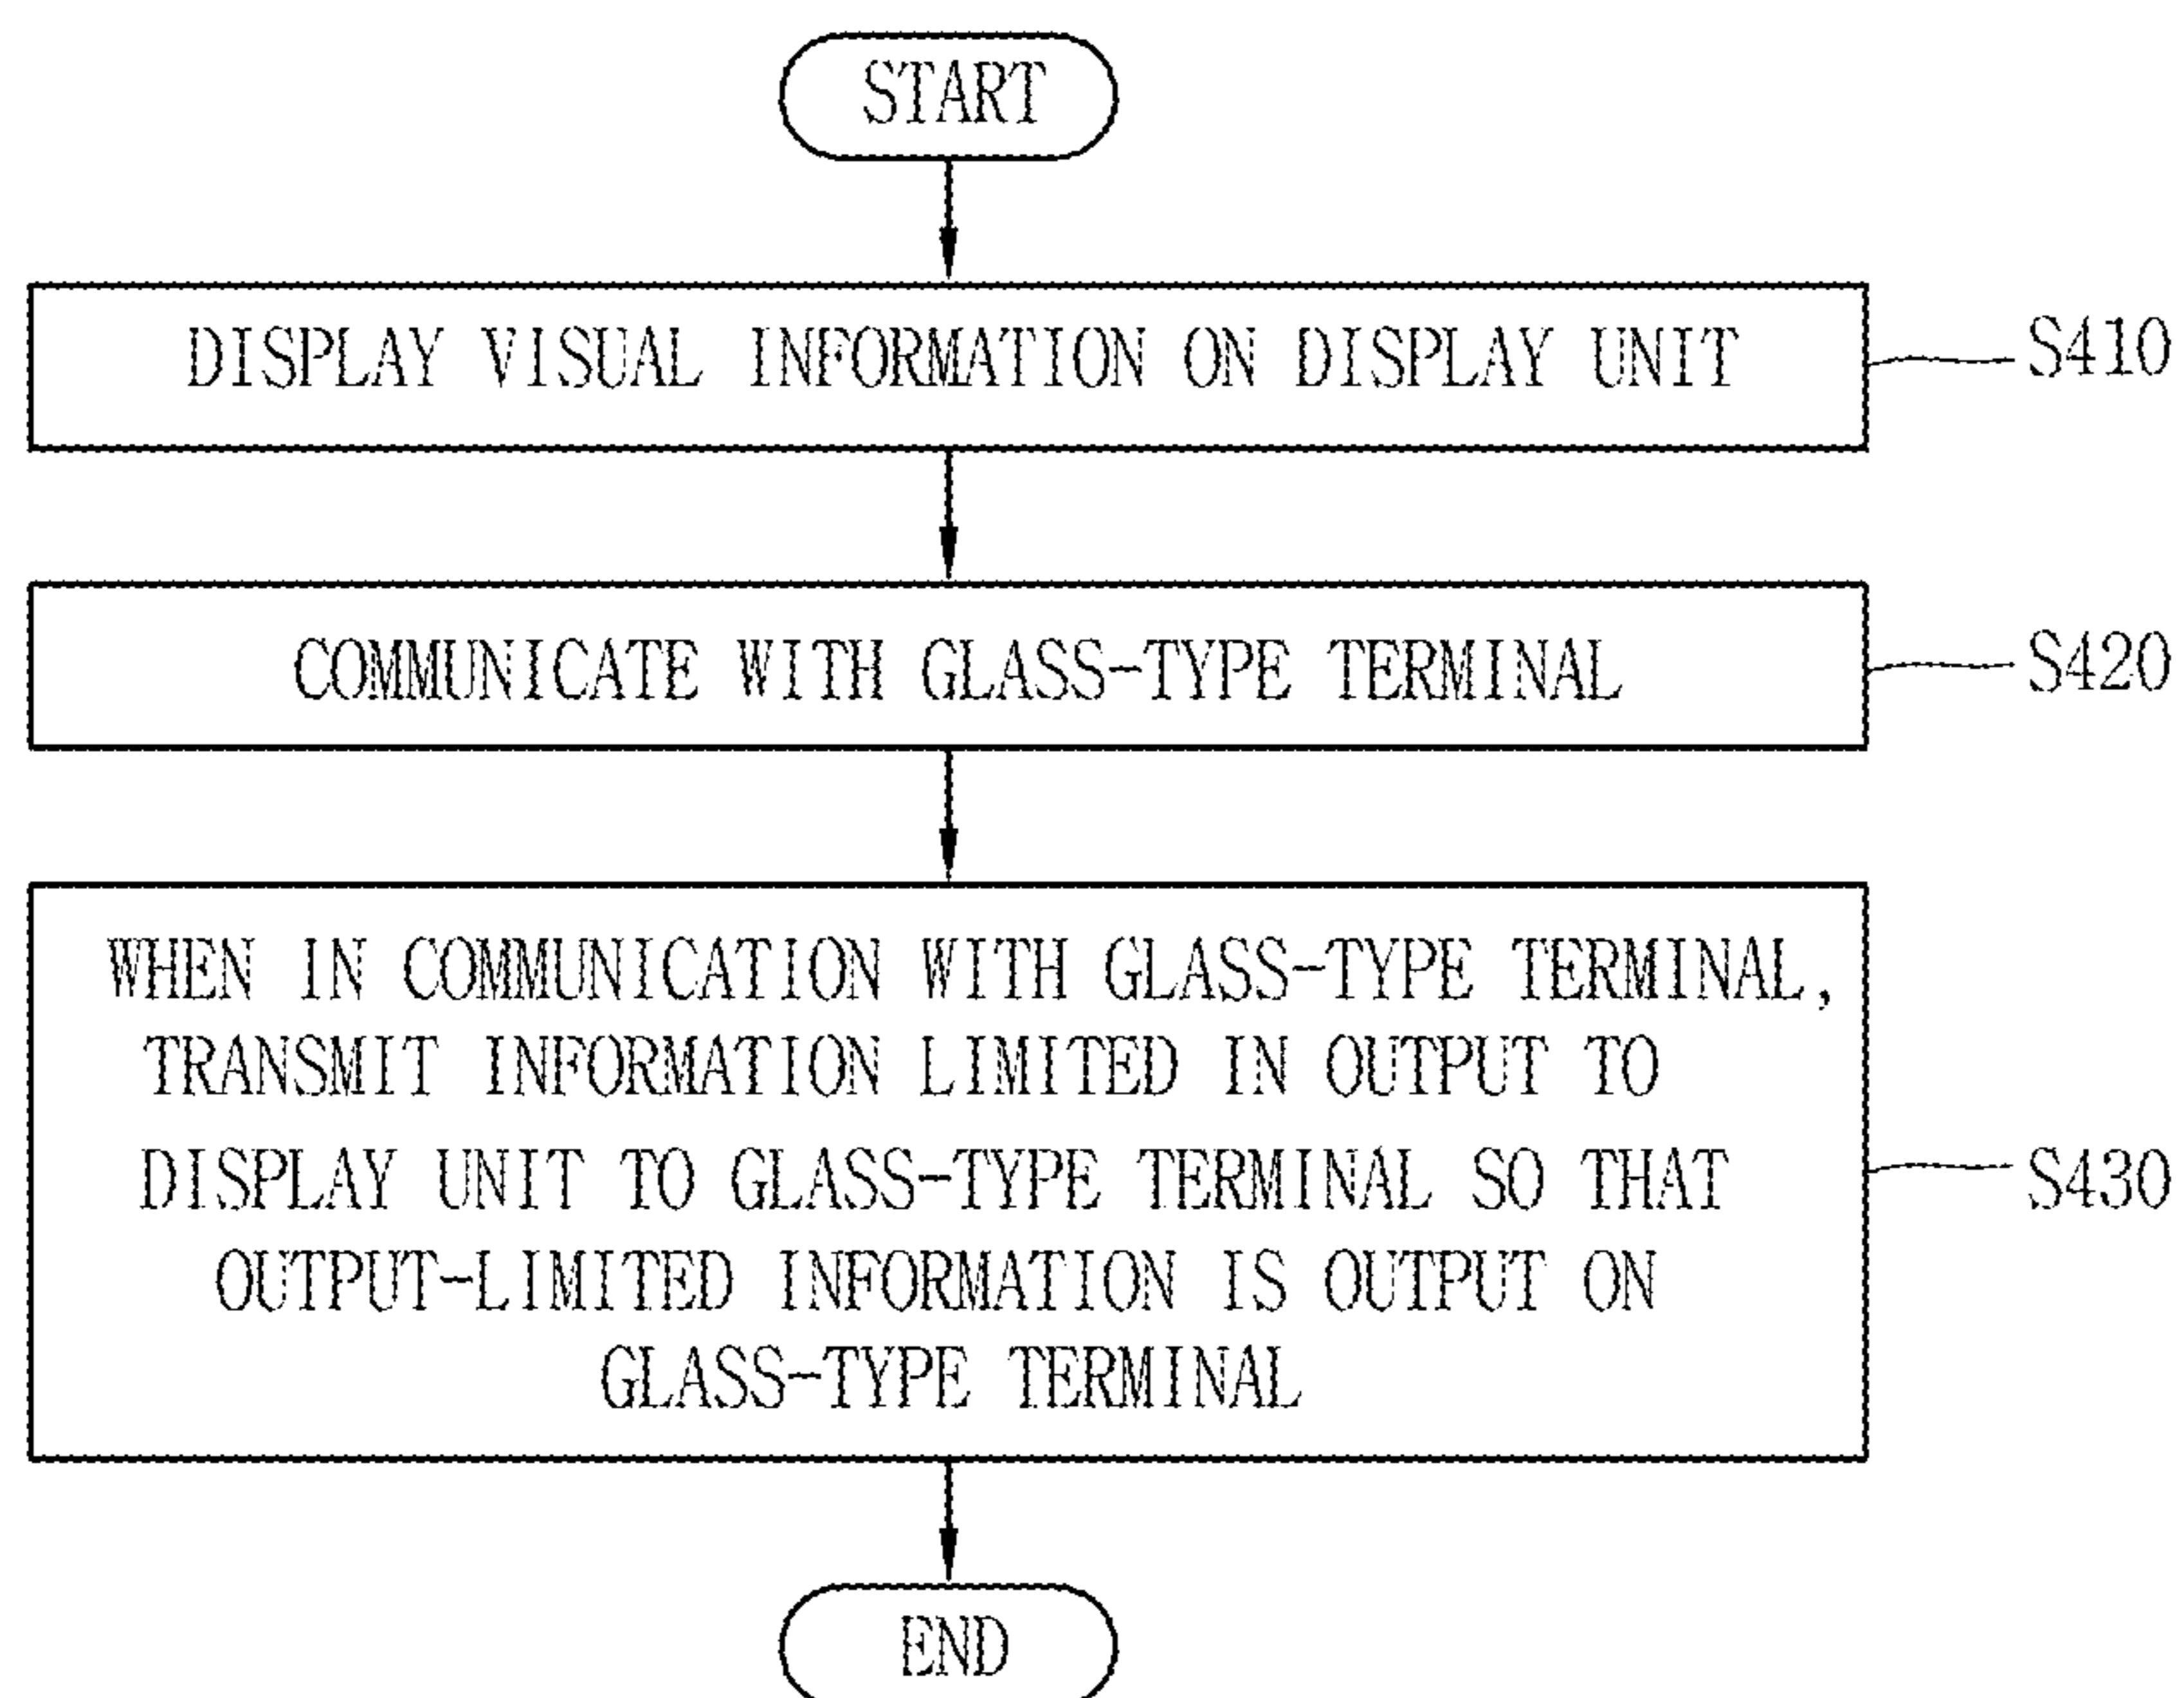 START
DISPLAY VISUAL INFORMATION ON DISPLAY UNIT
S410
COMMUNICATE WITH GLASS-TYPE TERMINAL
S420
WHEN IN COMMUNICATION WITH GLASS-TYPE TERMINAL,
TRANSMIT INFORMATION LIMITED IN OUTPUT TO
DISPLAY UNIT TO GLASS-TYPE TERMINAL SO THAT
OUTPUT-LIMITED INFORMATION IS OUTPUT ON
GLASS-TYPE TERMINAL
S430
END